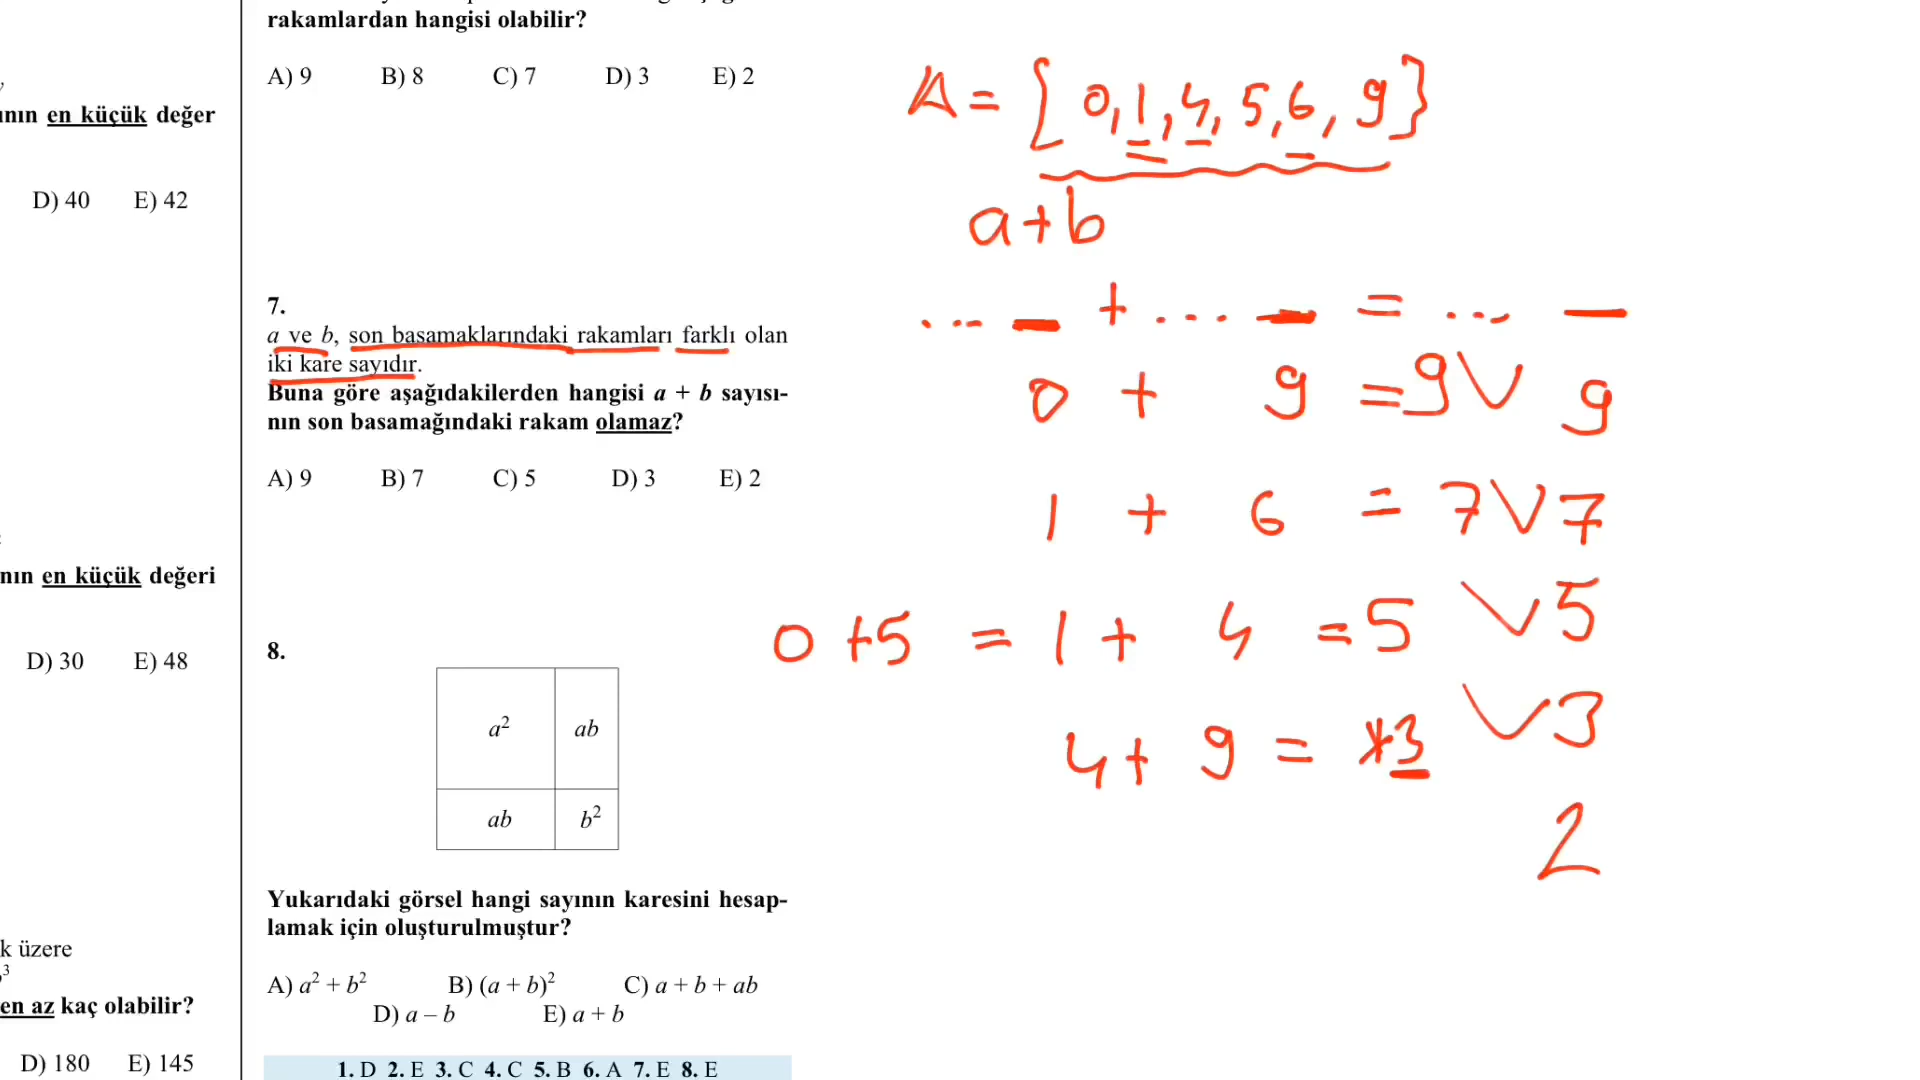 nın en küçük değer
D) 40 E) 42
nın en küçük değeri
D) 30 E) 48
k üzere
3
en az kaç olabilir?
D) 180 E) 145
rakamlardan hangisi olabilir?
A) 9 B) 8 C) 7 D) 3 E) 2
7.
a ve b, son basamaklarındaki rakamları farklı olan
iki kare sayıdır.
Buna göre aşağıdakilerden hangisi a + b sayısı-
nın son basamağındaki rakam olamaz?
A) 9 B) 7 C) 5 D) 3 E) 2
8.
a² ab
ab b²
Yukarıdaki görsel hangi sayının karesini hesap-
lamak için oluşturulmuştur?
A) a² + b² B) (a + b)² C) a + b + ab
D) a – b E) a + b
1. D 2. E 3. C 4. C 5. B 6. A 7. E 8. E
A = { 0, 1, 4, 5, 6, 9 }
a + b
... _ + ... _ = ... _
0 + 9 = 9 ✓ 9
1 + 6 = 7 ✓ 7
0 + 5 = 1 + 4 = 5 ✓ 5
4 + 9 = *3 ✓ 3
2